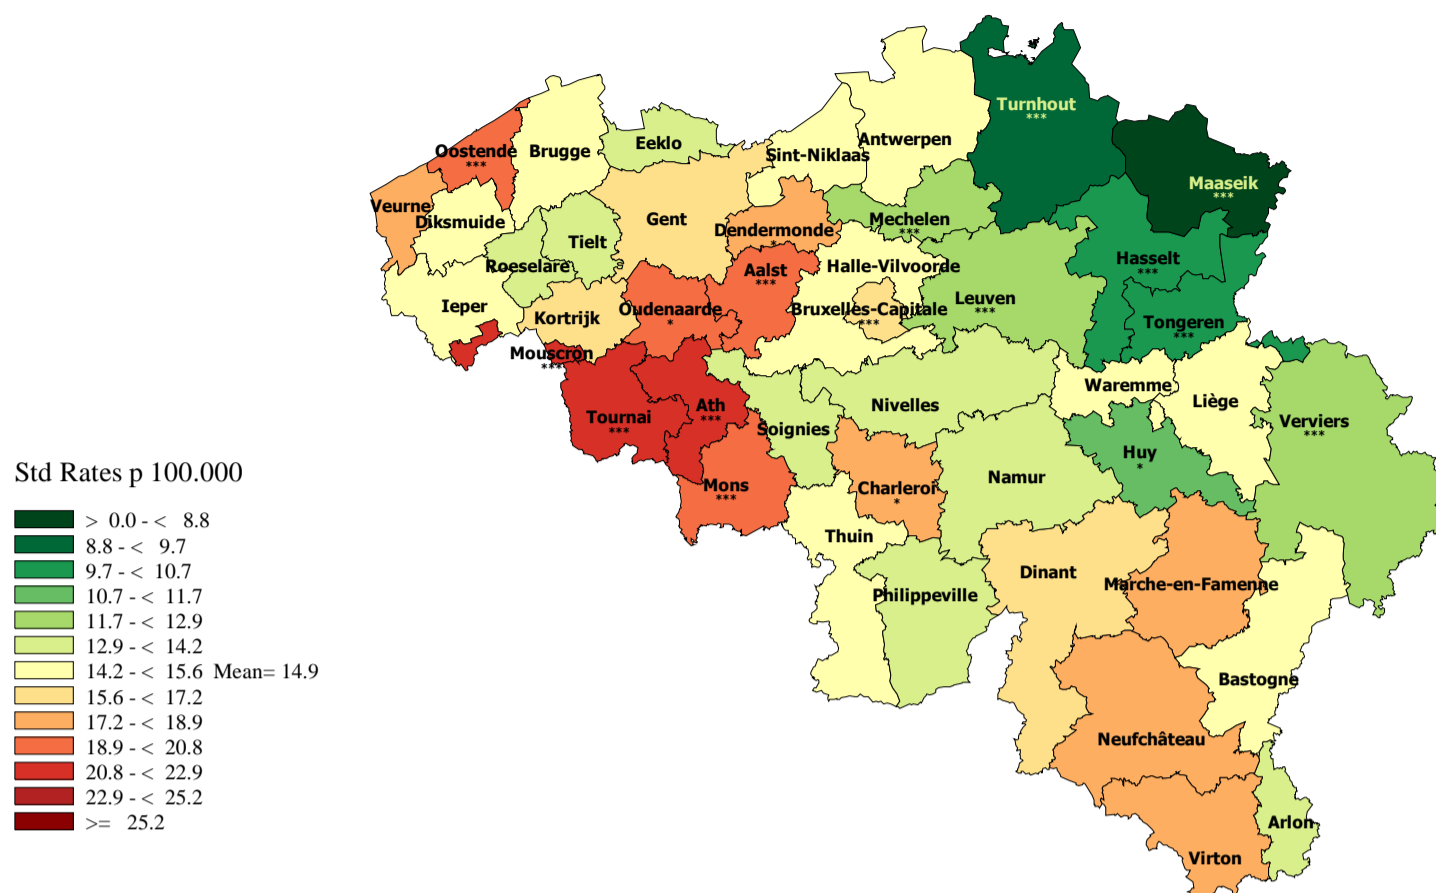 Turnhout
***
Antwerpen
Eeklo
Oostende
***
Brugge
Sint-Niklaas
Maaseik
***
Veurne
Diksmuide
Gent
Mechelen
***
Dendermonde
*
Tielt
Roeselare
Aalst
***
Halle-Vilvoorde
Hasselt
***
Ieper
Kortrijk
Oudenaarde
*
Bruxelles-Capitale
***
Leuven
***
Tongeren
***
Mouscron
***
Waremme
Liège
Tournai
***
Ath
***
Soignies
Nivelles
Verviers
***
Huy
*
Mons
***
Charleroi
*
Namur
Thuin
Dinant
Marche-en-Famenne
Philippeville
Bastogne
Neufchâteau
Arlon
Virton
Std Rates p 100.000
> 0.0 - < 8.8
8.8 - < 9.7
9.7 - < 10.7
10.7 - < 11.7
11.7 - < 12.9
12.9 - < 14.2
14.2 - < 15.6 Mean= 14.9
15.6 - < 17.2
17.2 - < 18.9
18.9 - < 20.8
20.8 - < 22.9
22.9 - < 25.2
>= 25.2